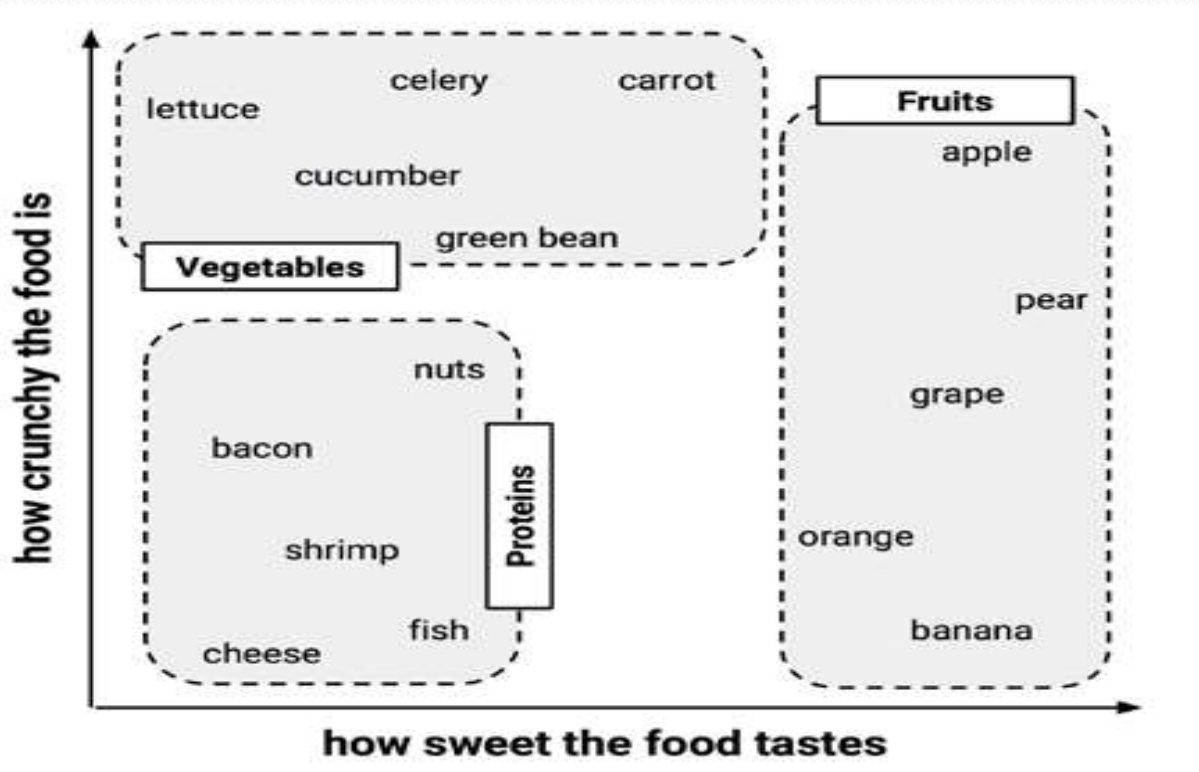 celery
carrot
lettuce
Fruits
apple
cucumber
green bean
Vegetables
pear
nuts
grape
bacon
Proteins
shrimp
orange
fish
banana
cheese
how crunchy the food is
how sweet the food tastes